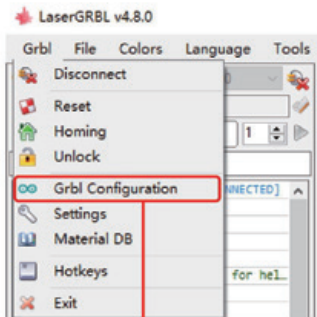 LaserGRBL v4.8.0
Grbl File Colors Language Tools
Disconnect
Reset
Homing
1
Unlock
Grbl Configuration
NNECTED]
Settings
Material DB
Hotkeys
for hel...
Exit